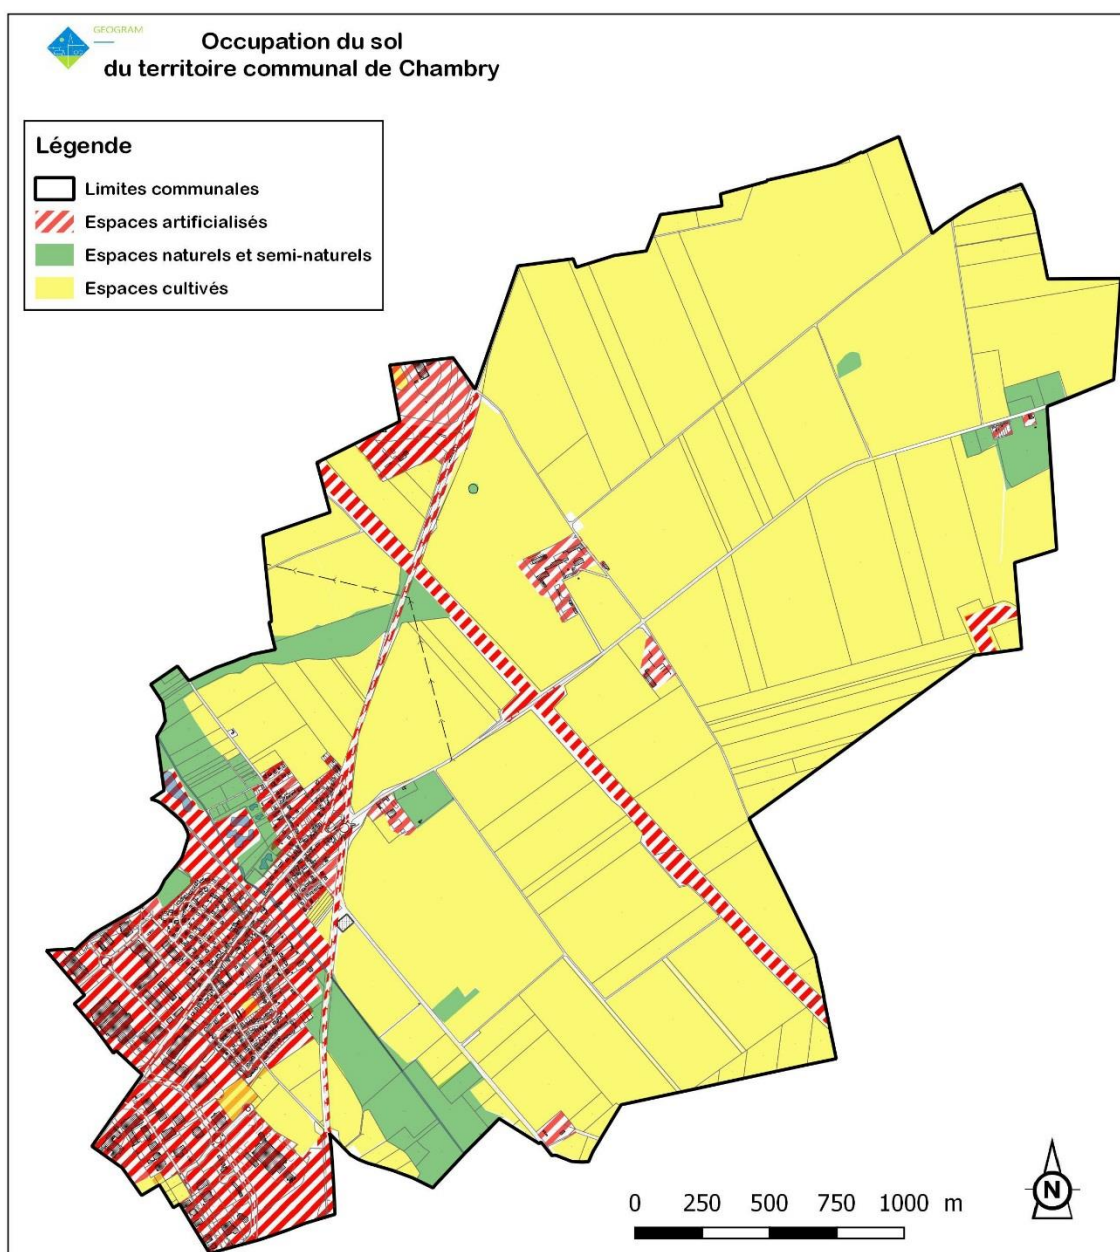 GEOGRAM
Occupation du sol
du territoire communal de Chambry
Légende
Limites communales
Espaces artificialisés
Espaces naturels et semi-naturels
Espaces cultivés
0 250 500 750 1000 m
N